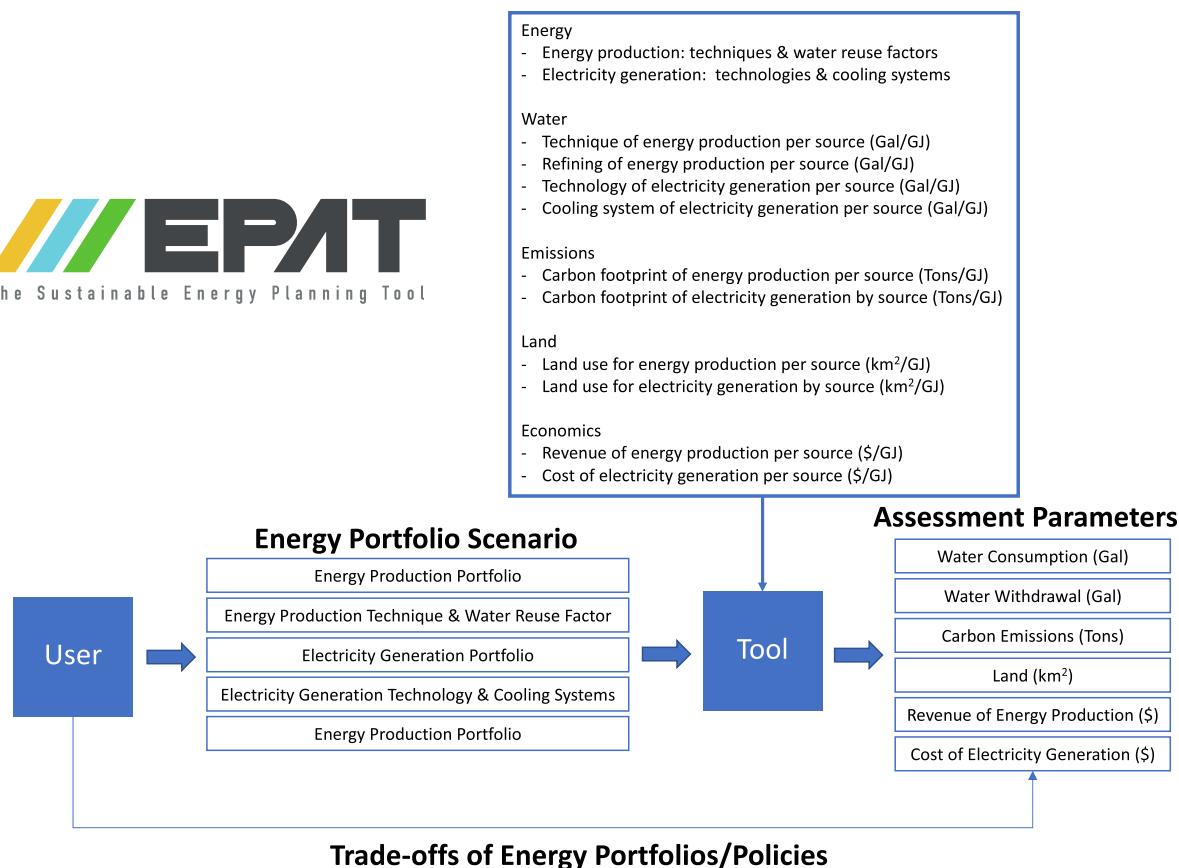 Energy
- Energy production: techniques & water reuse factors
- Electricity generation: technologies & cooling systems
Water
- Technique of energy production per source (Gal/GJ)
- Refining of energy production per source (Gal/GJ)
- Technology of electricity generation per source (Gal/GJ)
- Cooling system of electricity generation per source (Gal/GJ)
Emissions
- Carbon footprint of energy production per source (Tons/GJ)
- Carbon footprint of electricity generation by source (Tons/GJ)
Land
- Land use for energy production per source (km²/GJ)
- Land use for electricity generation by source (km²/GJ)
Economics
- Revenue of energy production per source ($/GJ)
- Cost of electricity generation per source ($/GJ)
EPAT
he Sustainable Energy Planning Tool
User
Energy Portfolio Scenario
Energy Production Portfolio
Energy Production Technique & Water Reuse Factor
Electricity Generation Portfolio
Electricity Generation Technology & Cooling Systems
Energy Production Portfolio
Tool
Assessment Parameters
Water Consumption (Gal)
Water Withdrawal (Gal)
Carbon Emissions (Tons)
Land (km²)
Revenue of Energy Production ($)
Cost of Electricity Generation ($)
Trade-offs of Energy Portfolios/Policies